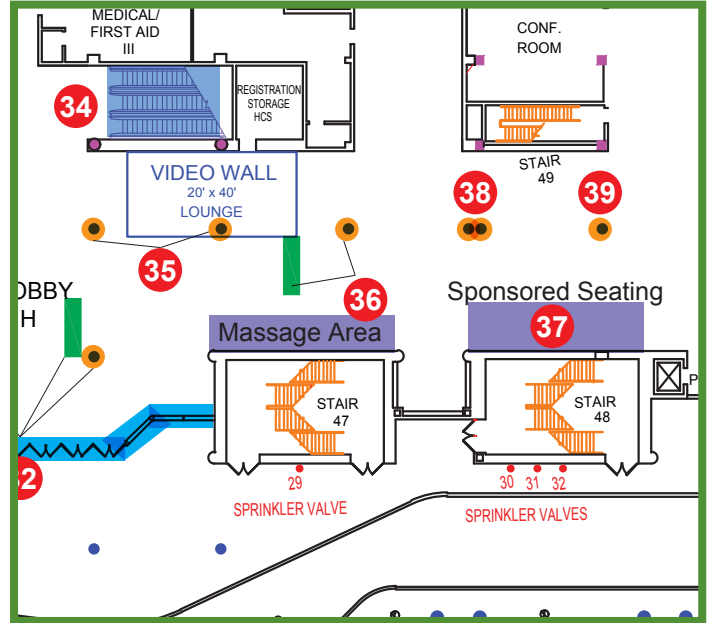 MEDICAL/
FIRST AID
III
CONF.
ROOM
34
REGISTRATION
STORAGE
HCS
VIDEO WALL
20' x 40'
LOUNGE
STAIR
49
38
39
35
OBBY
H
36
Sponsored Seating
Massage Area
37
P
STAIR
47
STAIR
48
32
29
30
31
32
SPRINKLER VALVE
SPRINKLER VALVES